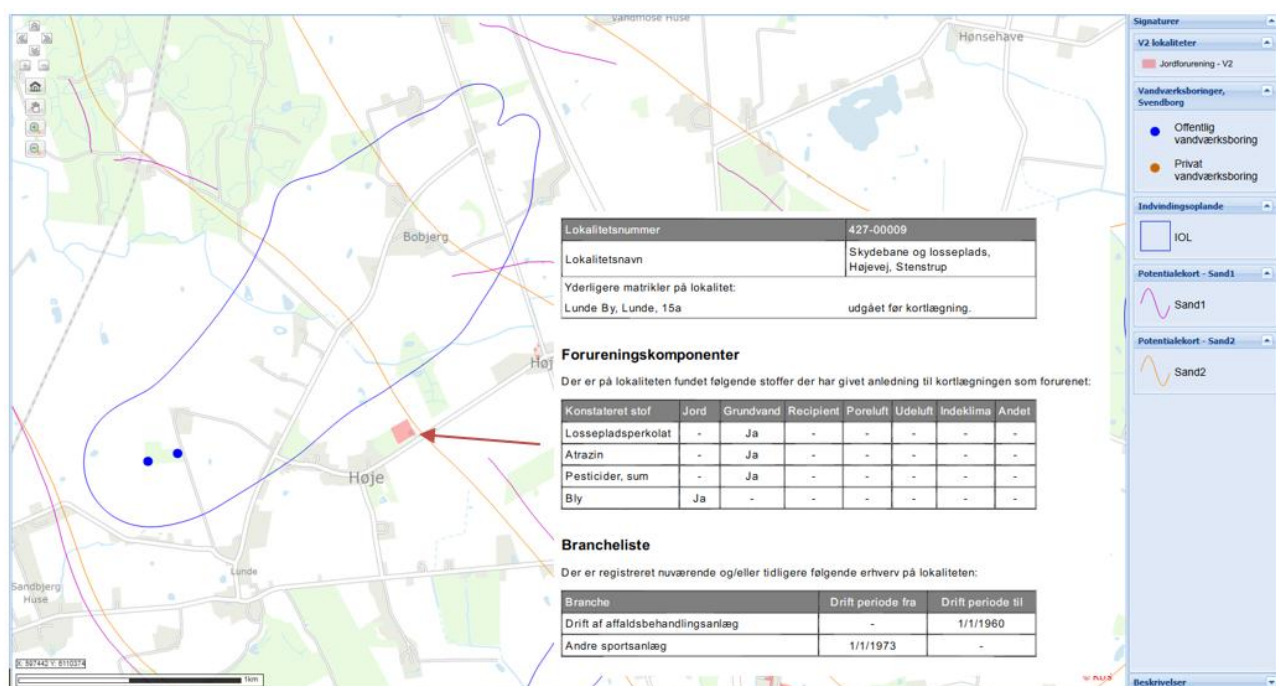 Vandmose Huse
Hønsehave
Bobjerg
Høj
Høje
Lunde
Sandbjerg
Huse
X: 597442 Y: 6110374
1km
Lokalitetsnummer 427-00009
Lokalitetsnavn Skydebane og losseplads,
Højevej, Stenstrup
Yderligere matrikler på lokalitet:
Lunde By, Lunde, 15a udgået før kortlægning.
Forureningskomponenter
Der er på lokaliteten fundet følgende stoffer der har givet anledning til kortlægningen som forurenet:
Konstateret stof Jord Grundvand Recipient Poreluft Udeluft Indeklima Andet
Lossepladsperkolat - Ja - - - - -
Atrazin - Ja - - - - -
Pesticider, sum - Ja - - - - -
Bly Ja - - - - - -
Brancheliste
Der er registreret nuværende og/eller tidligere følgende erhverv på lokaliteten:
Branche Drift periode fra Drift periode til
Drift af affaldsbehandlingsanlæg - 1/1/1960
Andre sportsanlæg 1/1/1973 -
Signaturer
V2 lokaliteter
Jordforurening - V2
Vandværksboringer,
Svendborg
Offentlig
vandværksboring
Privat
vandværksboring
Indvindingsoplande
IOL
Potentialekort - Sand1
Sand1
Potentialekort - Sand2
Sand2
Beskrivelser